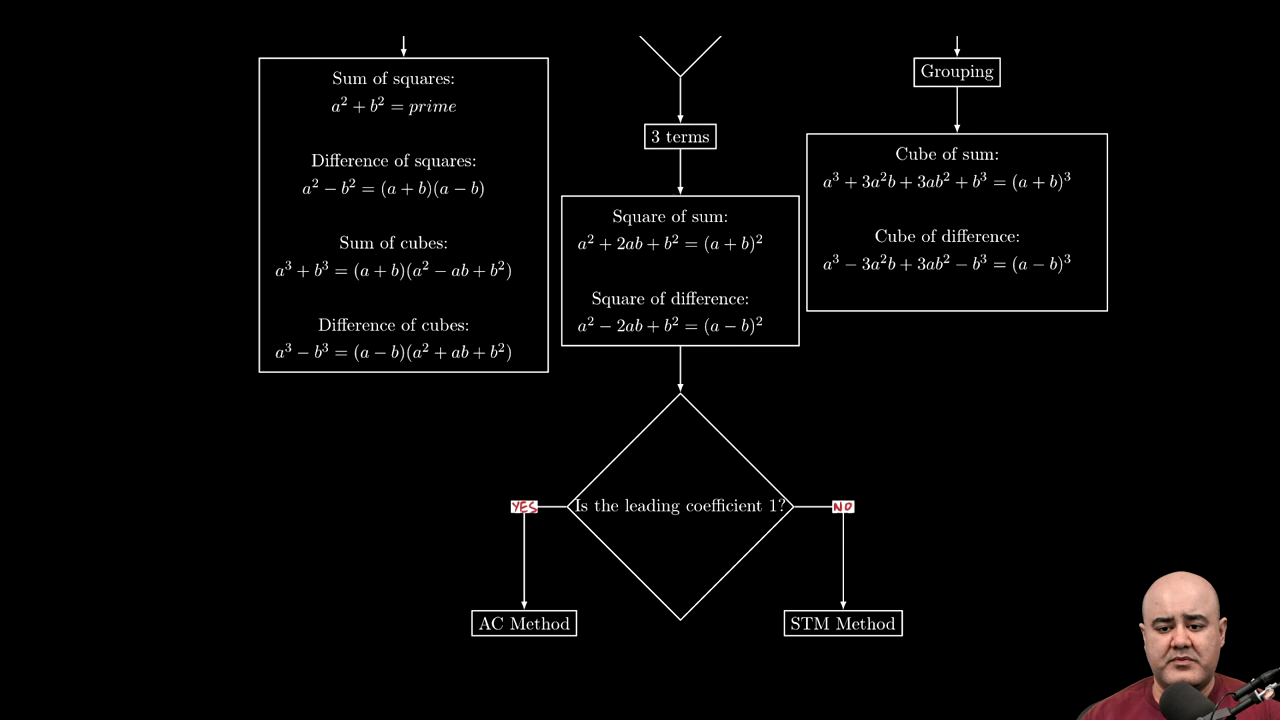 Sum of squares:
a² + b² = prime
Difference of squares:
a² − b² = (a + b)(a − b)
Sum of cubes:
a³ + b³ = (a + b)(a² − ab + b²)
Difference of cubes:
a³ − b³ = (a − b)(a² + ab + b²)
3 terms
Square of sum:
a² + 2ab + b² = (a + b)²
Square of difference:
a² − 2ab + b² = (a − b)²
Grouping
Cube of sum:
a³ + 3a²b + 3ab² + b³ = (a + b)³
Cube of difference:
a³ − 3a²b + 3ab² − b³ = (a − b)³
YES
Is the leading coefficient 1?
NO
AC Method
STM Method